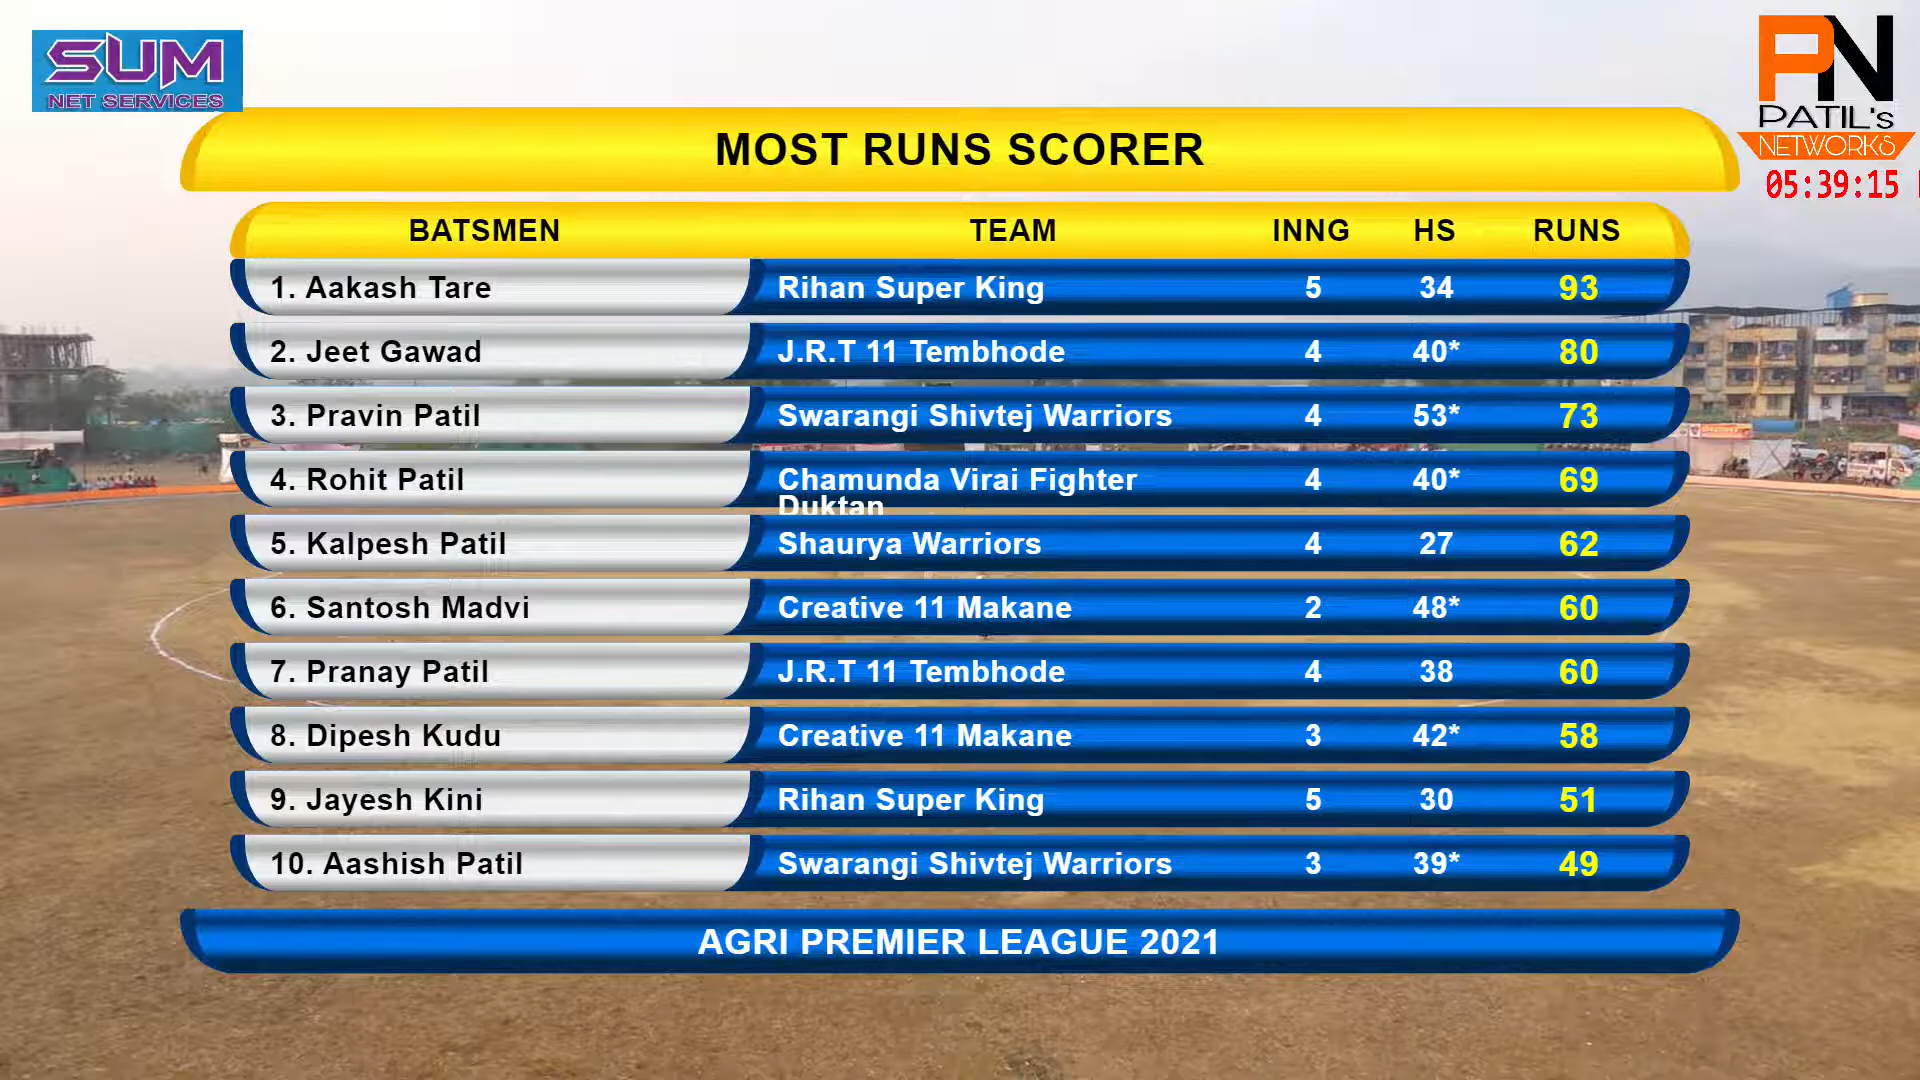 SUM
NET SERVICES
PN
PATIL's
NETWORKS
05:39:15
MOST RUNS SCORER
BATSMEN TEAM INNG HS RUNS
1. Aakash Tare Rihan Super King 5 34 93
2. Jeet Gawad J.R.T 11 Tembhode 4 40* 80
3. Pravin Patil Swarangi Shivtej Warriors 4 53* 73
4. Rohit Patil Chamunda Virai Fighter 4 40* 69
Duktan
5. Kalpesh Patil Shaurya Warriors 4 27 62
6. Santosh Madvi Creative 11 Makane 2 48* 60
7. Pranay Patil J.R.T 11 Tembhode 4 38 60
8. Dipesh Kudu Creative 11 Makane 3 42* 58
9. Jayesh Kini Rihan Super King 5 30 51
10. Aashish Patil Swarangi Shivtej Warriors 3 39* 49
AGRI PREMIER LEAGUE 2021